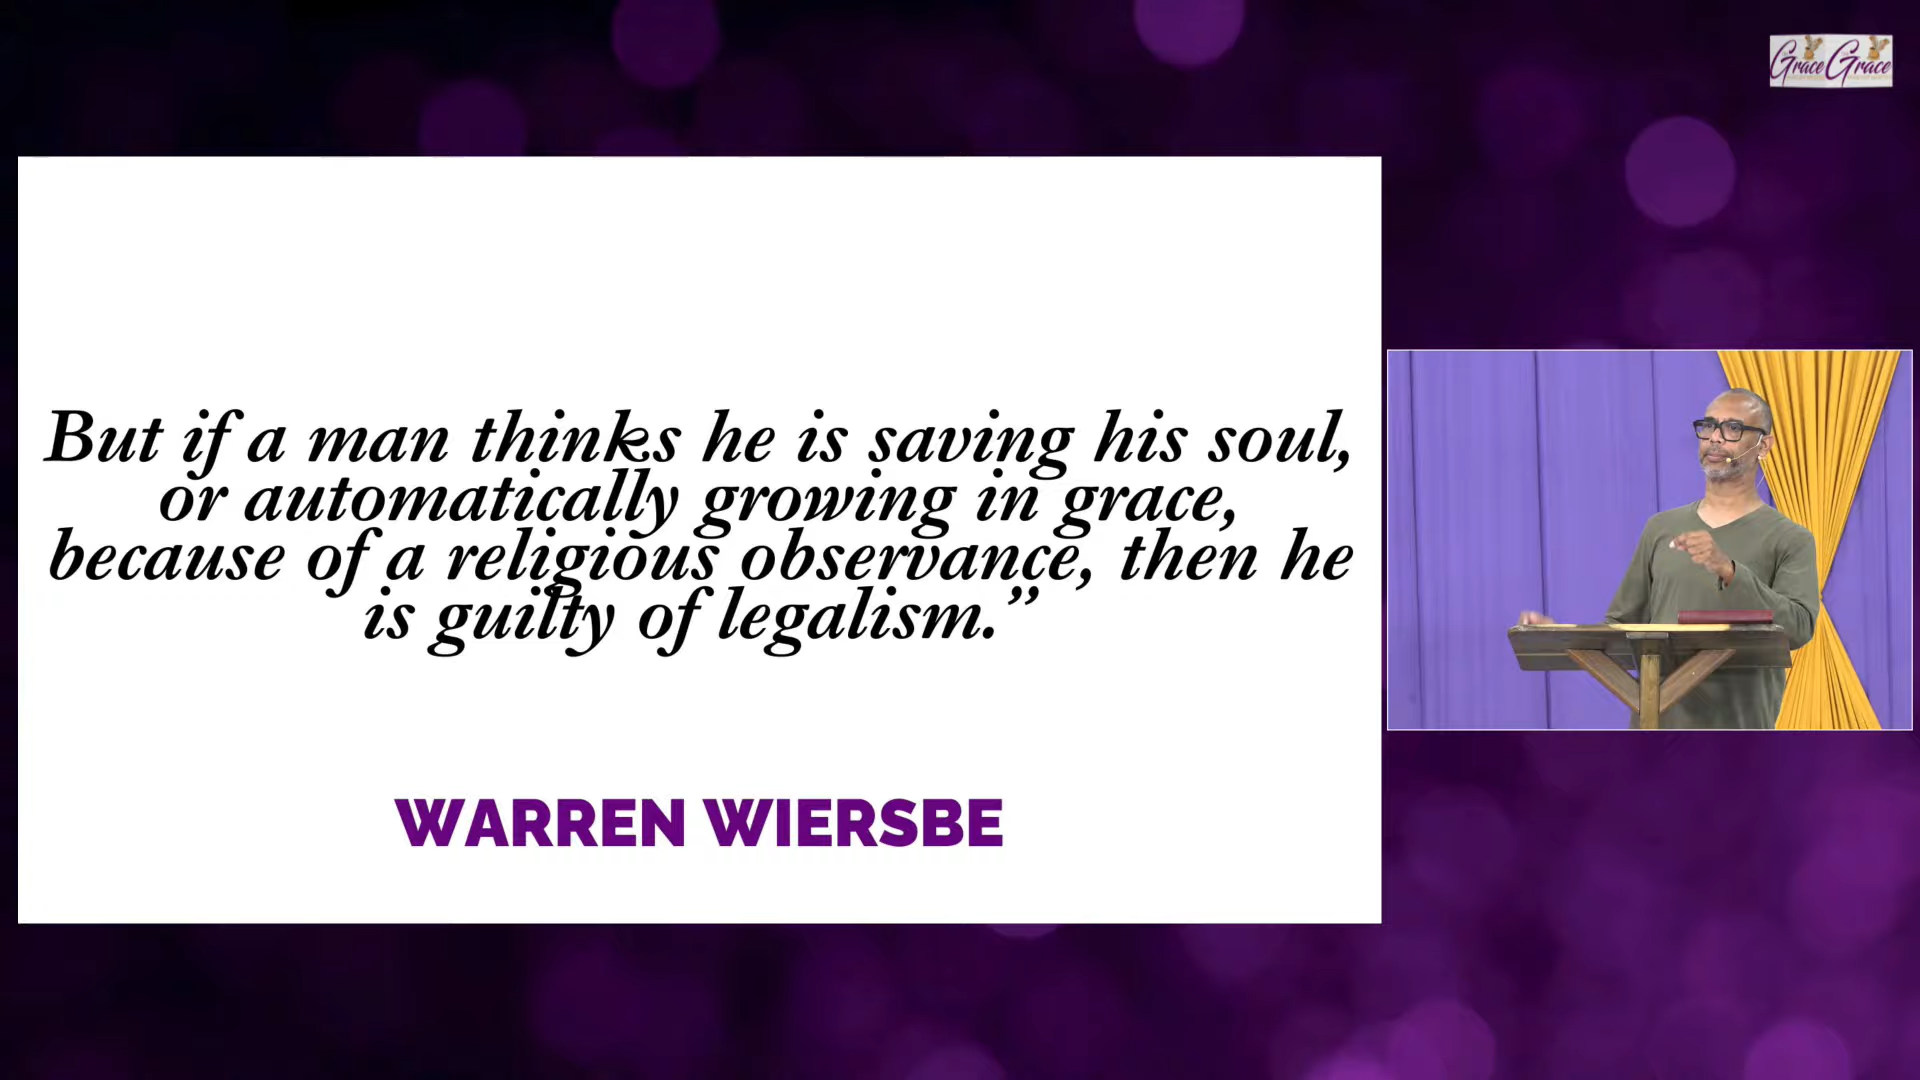 Grace Grace
But if a man thinks he is saving his soul,
or automatically growing in grace,
because of a religious observance, then he
is guilty of legalism.”
WARREN WIERSBE